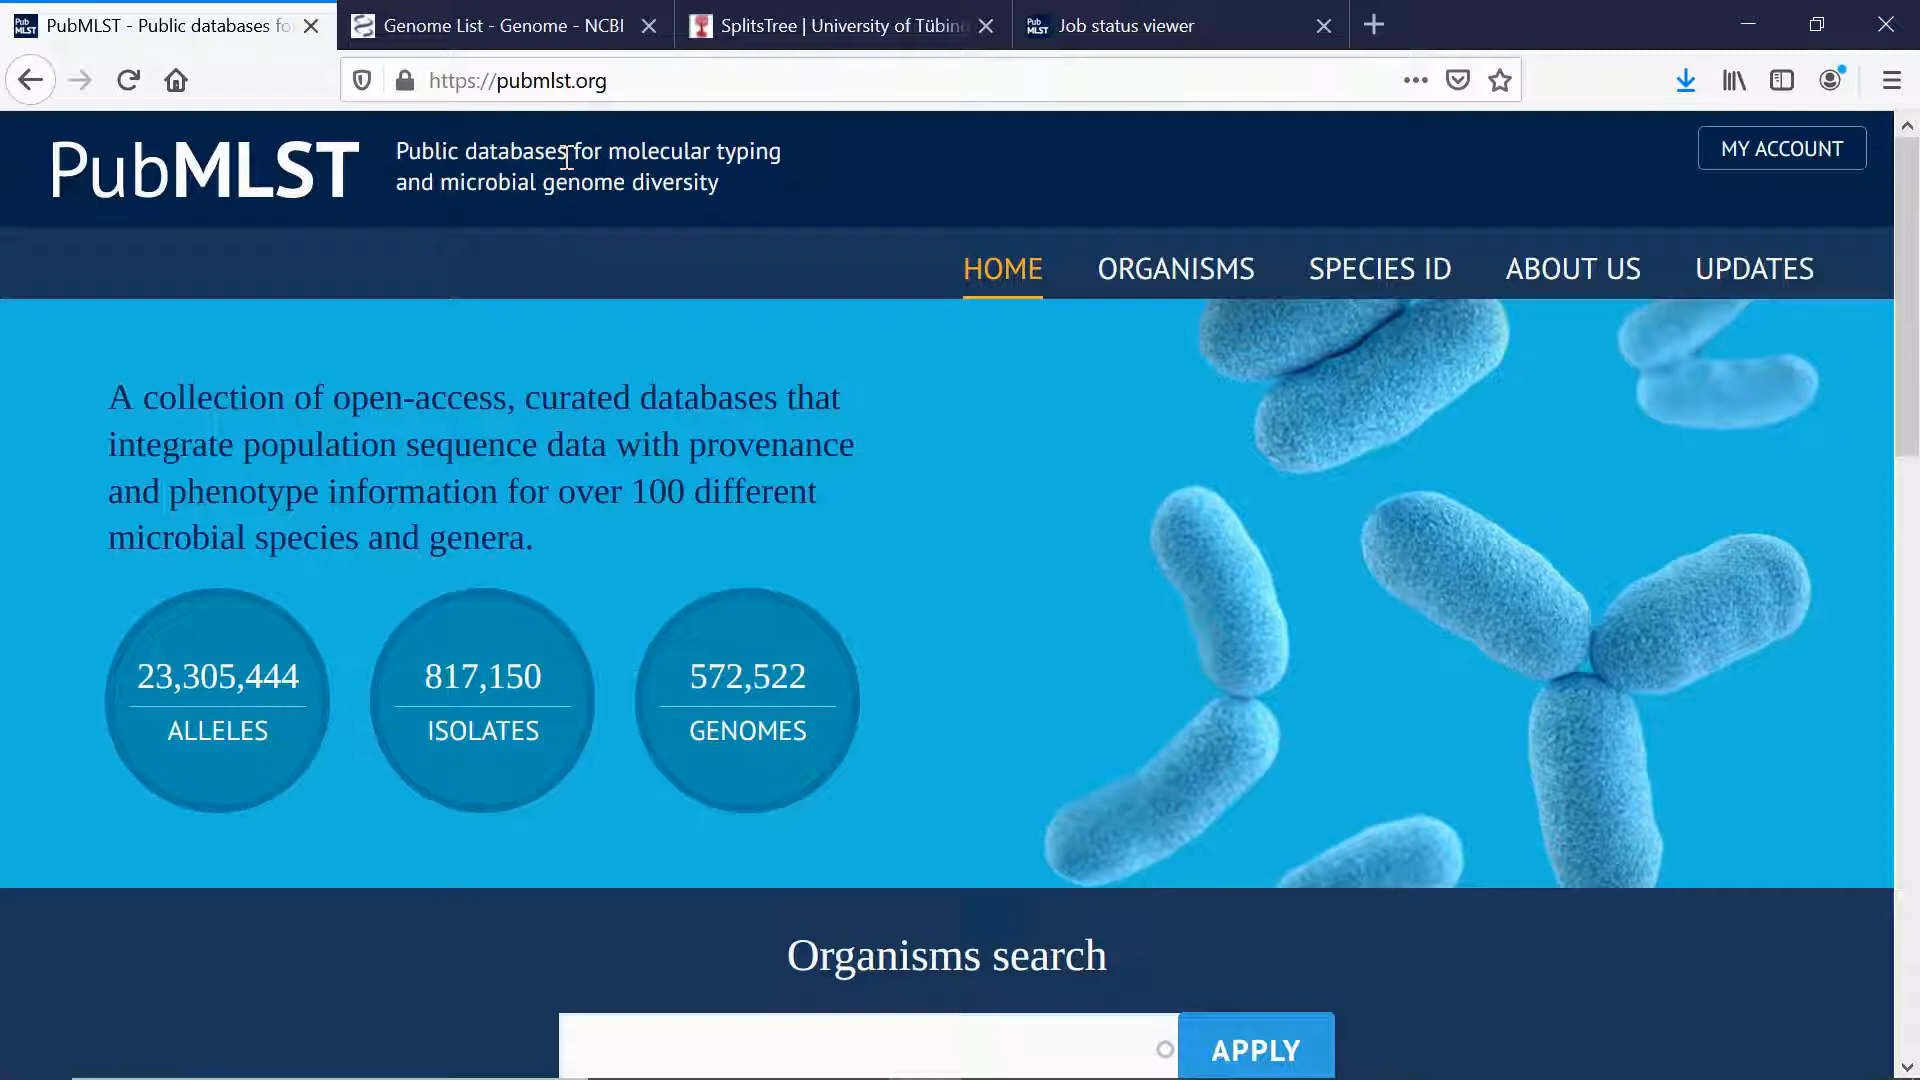 PubMLST - Public databases fo
Genome List - Genome - NCBI
SplitsTree | University of Tübing
Job status viewer
https://pubmlst.org
PubMLST
Public databases for molecular typing
and microbial genome diversity
MY ACCOUNT
HOME
ORGANISMS
SPECIES ID
ABOUT US
UPDATES
A collection of open-access, curated databases that
integrate population sequence data with provenance
and phenotype information for over 100 different
microbial species and genera.
23,305,444
ALLELES
817,150
ISOLATES
572,522
GENOMES
Organisms search
APPLY